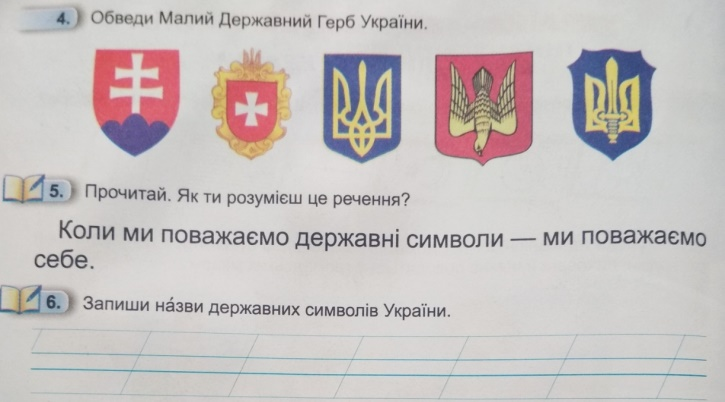 4. Обведи Малий Державний Герб України.
5. Прочитай. Як ти розумієш це речення?
Коли ми поважаємо державні символи — ми поважаємо
себе.
6. Запиши на́зви державних символів України.